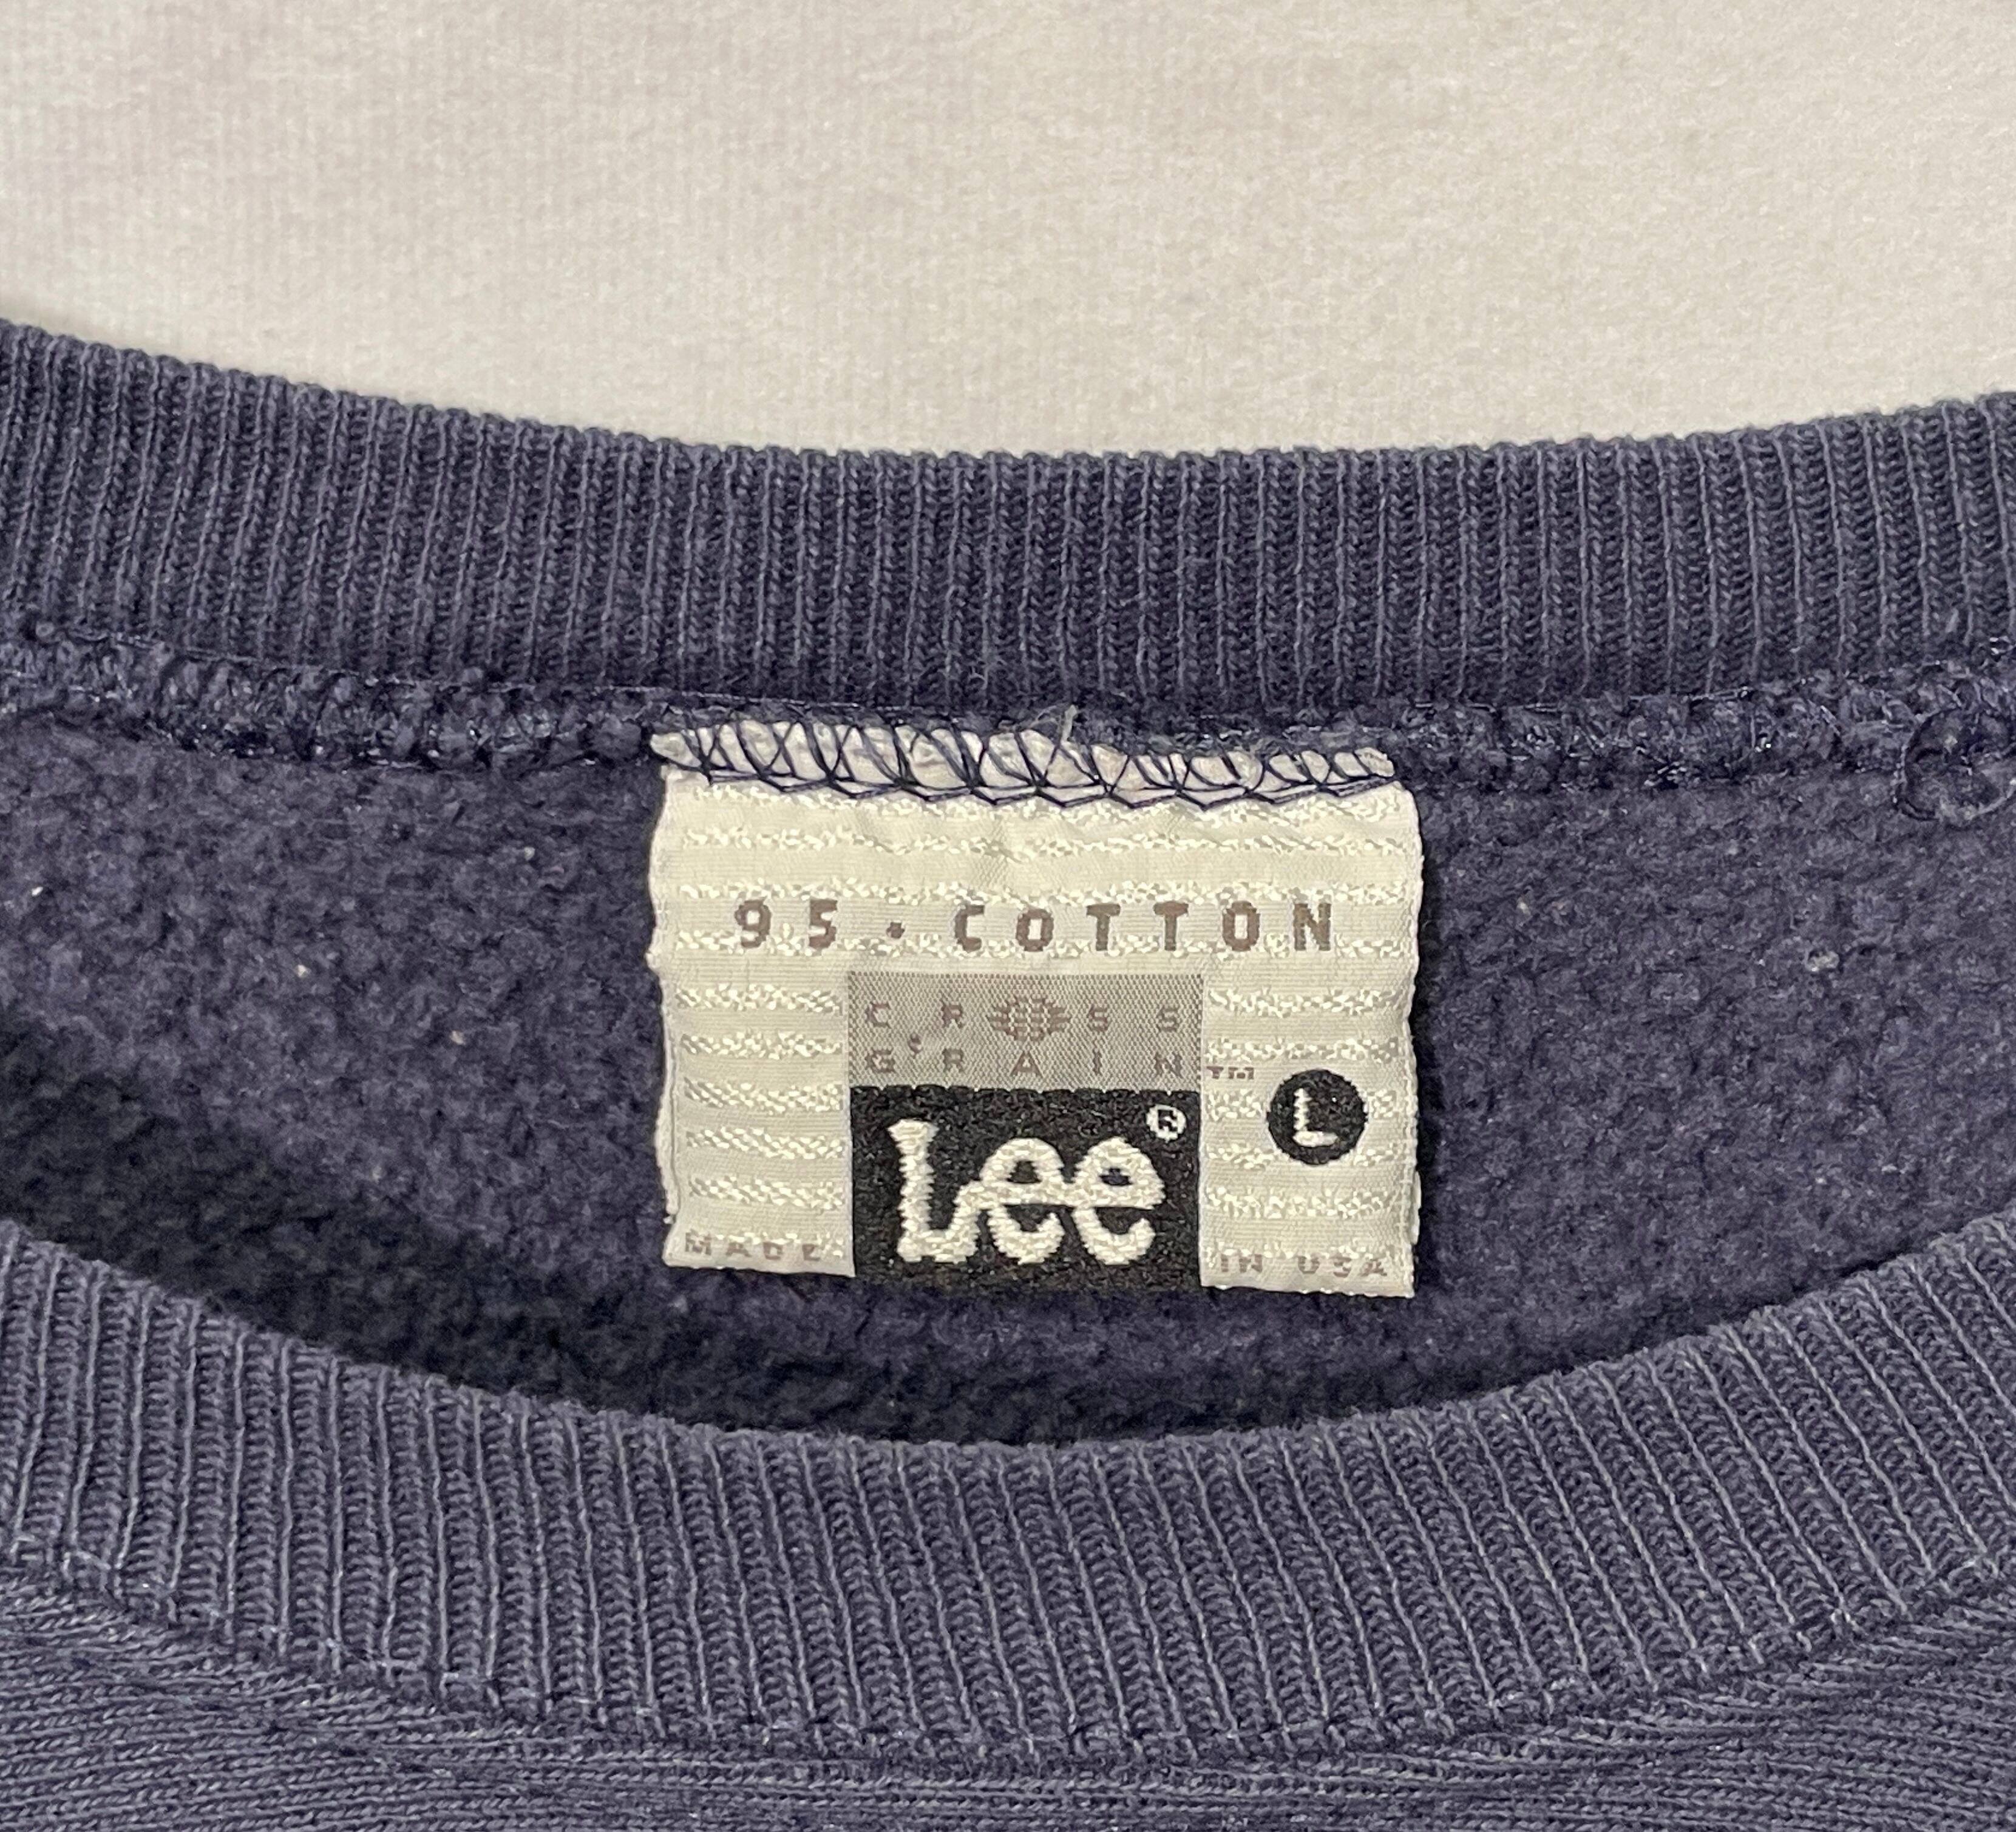 95 • COTTON
CROSS
GRAIN™
Lee®
L
MADE IN USA